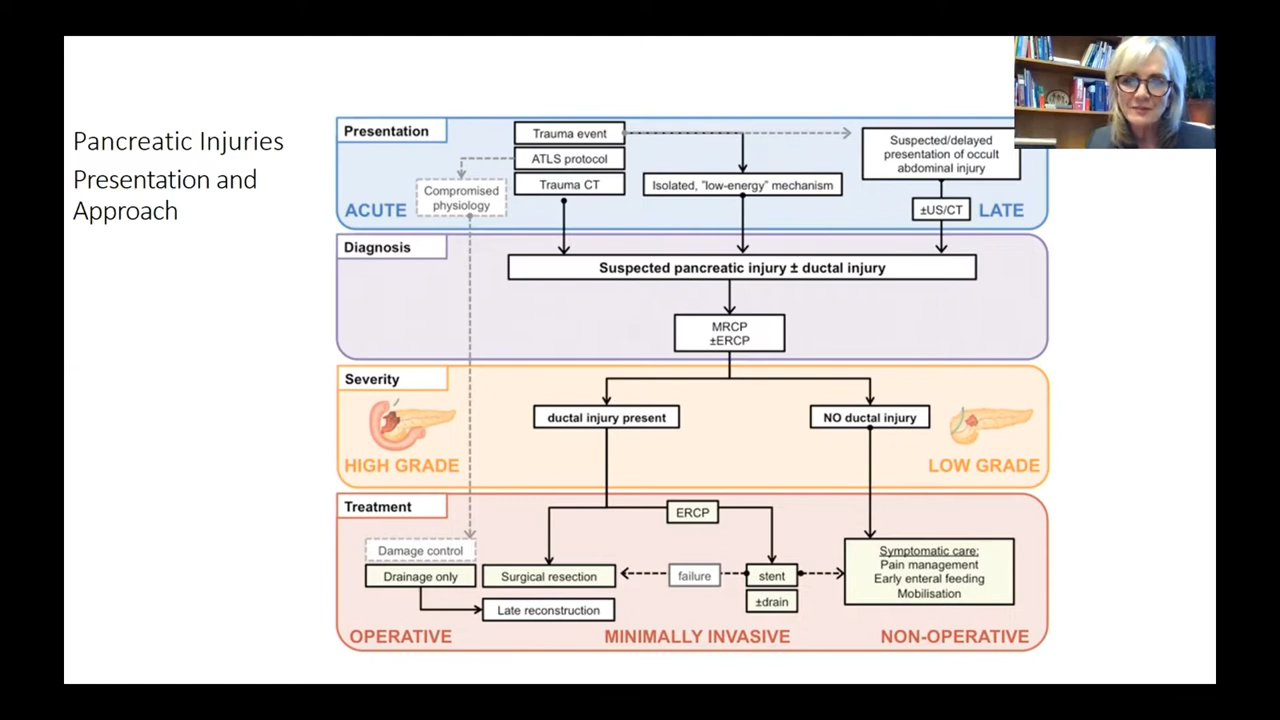 Pancreatic Injuries
Presentation and
Approach
Presentation
Trauma event
ATLS protocol
Trauma CT
Compromised
physiology
ACUTE
Isolated, "low-energy" mechanism
Suspected/delayed
presentation of occult
abdominal injury
±US/CT
LATE
Diagnosis
Suspected pancreatic injury ± ductal injury
MRCP
±ERCP
Severity
ductal injury present
NO ductal injury
HIGH GRADE
LOW GRADE
Treatment
ERCP
Damage control
Drainage only
Surgical resection
failure
stent
±drain
Late reconstruction
Symptomatic care:
Pain management
Early enteral feeding
Mobilisation
OPERATIVE
MINIMALLY INVASIVE
NON-OPERATIVE